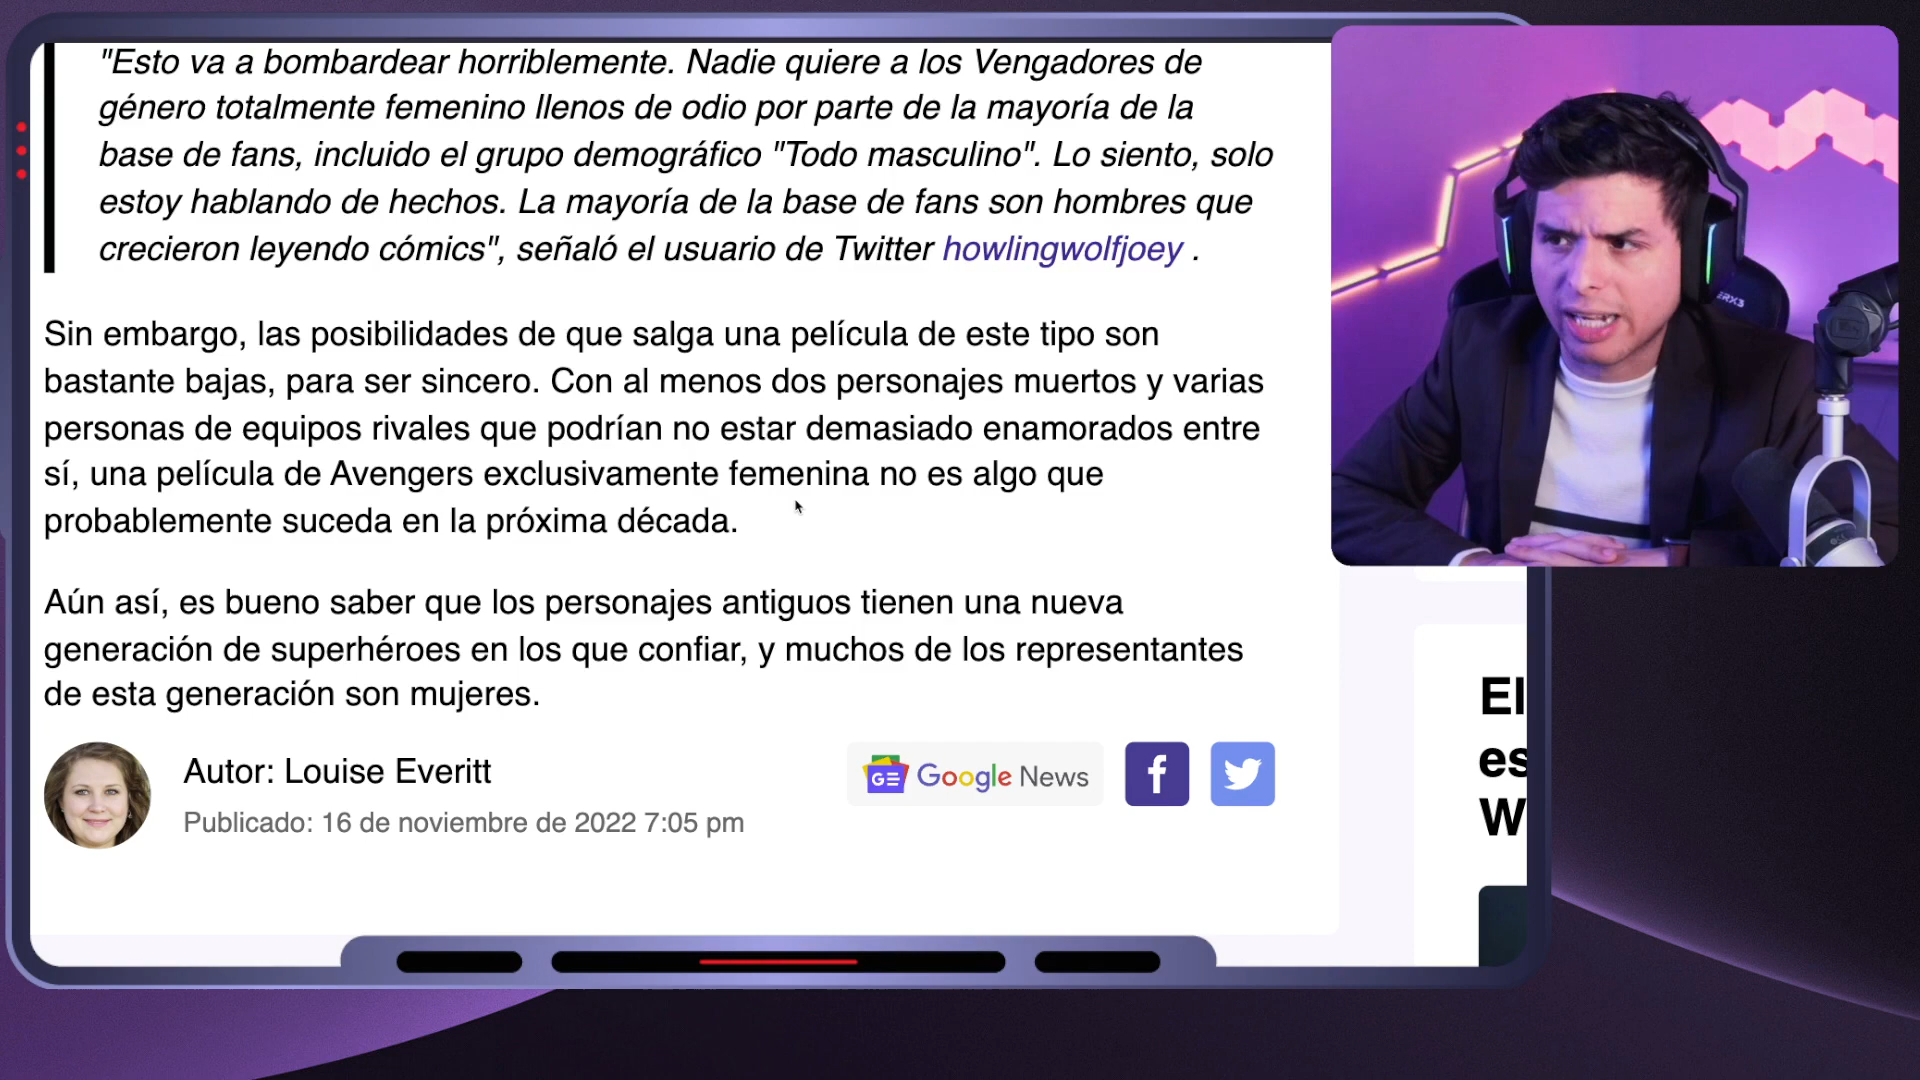 "Esto va a bombardear horriblemente. Nadie quiere a los Vengadores de
género totalmente femenino llenos de odio por parte de la mayoría de la
base de fans, incluido el grupo demográfico "Todo masculino". Lo siento, solo
estoy hablando de hechos. La mayoría de la base de fans son hombres que
crecieron leyendo cómics", señaló el usuario de Twitter howlingwolfjoey .
Sin embargo, las posibilidades de que salga una película de este tipo son
bastante bajas, para ser sincero. Con al menos dos personajes muertos y varias
personas de equipos rivales que podrían no estar demasiado enamorados entre
sí, una película de Avengers exclusivamente femenina no es algo que
probablemente suceda en la próxima década.
Aún así, es bueno saber que los personajes antiguos tienen una nueva
generación de superhéroes en los que confiar, y muchos de los representantes
de esta generación son mujeres.
Autor: Louise Everitt
Publicado: 16 de noviembre de 2022 7:05 pm
GE Google News
El
es
W